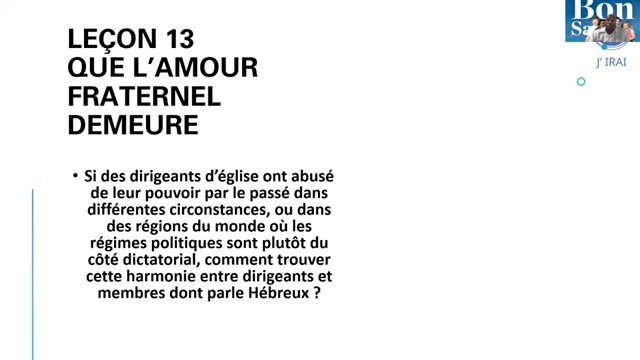 LEÇON 13
QUE L’AMOUR
FRATERNEL
DEMEURE
• Si des dirigeants d’église ont abusé
de leur pouvoir par le passé dans
différentes circonstances, ou dans
des régions du monde où les
régimes politiques sont plutôt du
côté dictatorial, comment trouver
cette harmonie entre dirigeants et
membres dont parle Hébreux ?
Bon
J’ IRAI